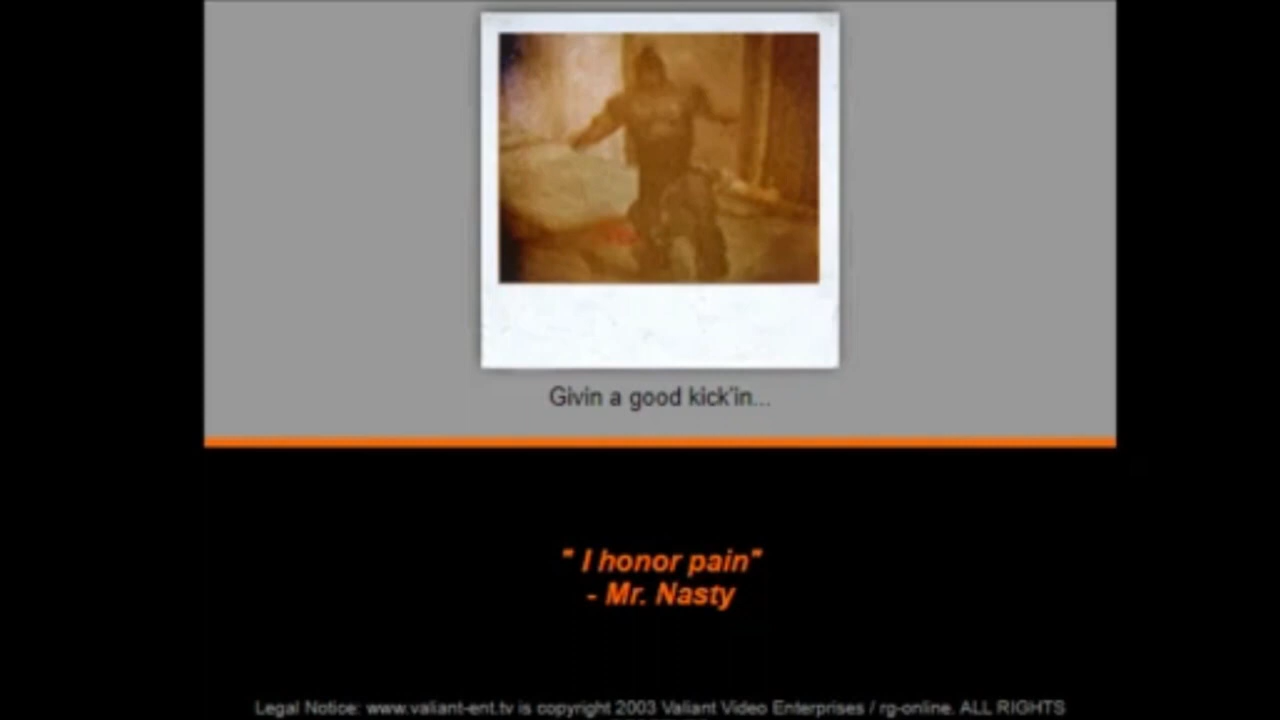 Givin a good kick'in...
" I honor pain"
- Mr. Nasty
Legal Notice: www.valiant-ent.tv is copyright 2003 Valiant Video Enterprises / rg-online. ALL RIGHTS